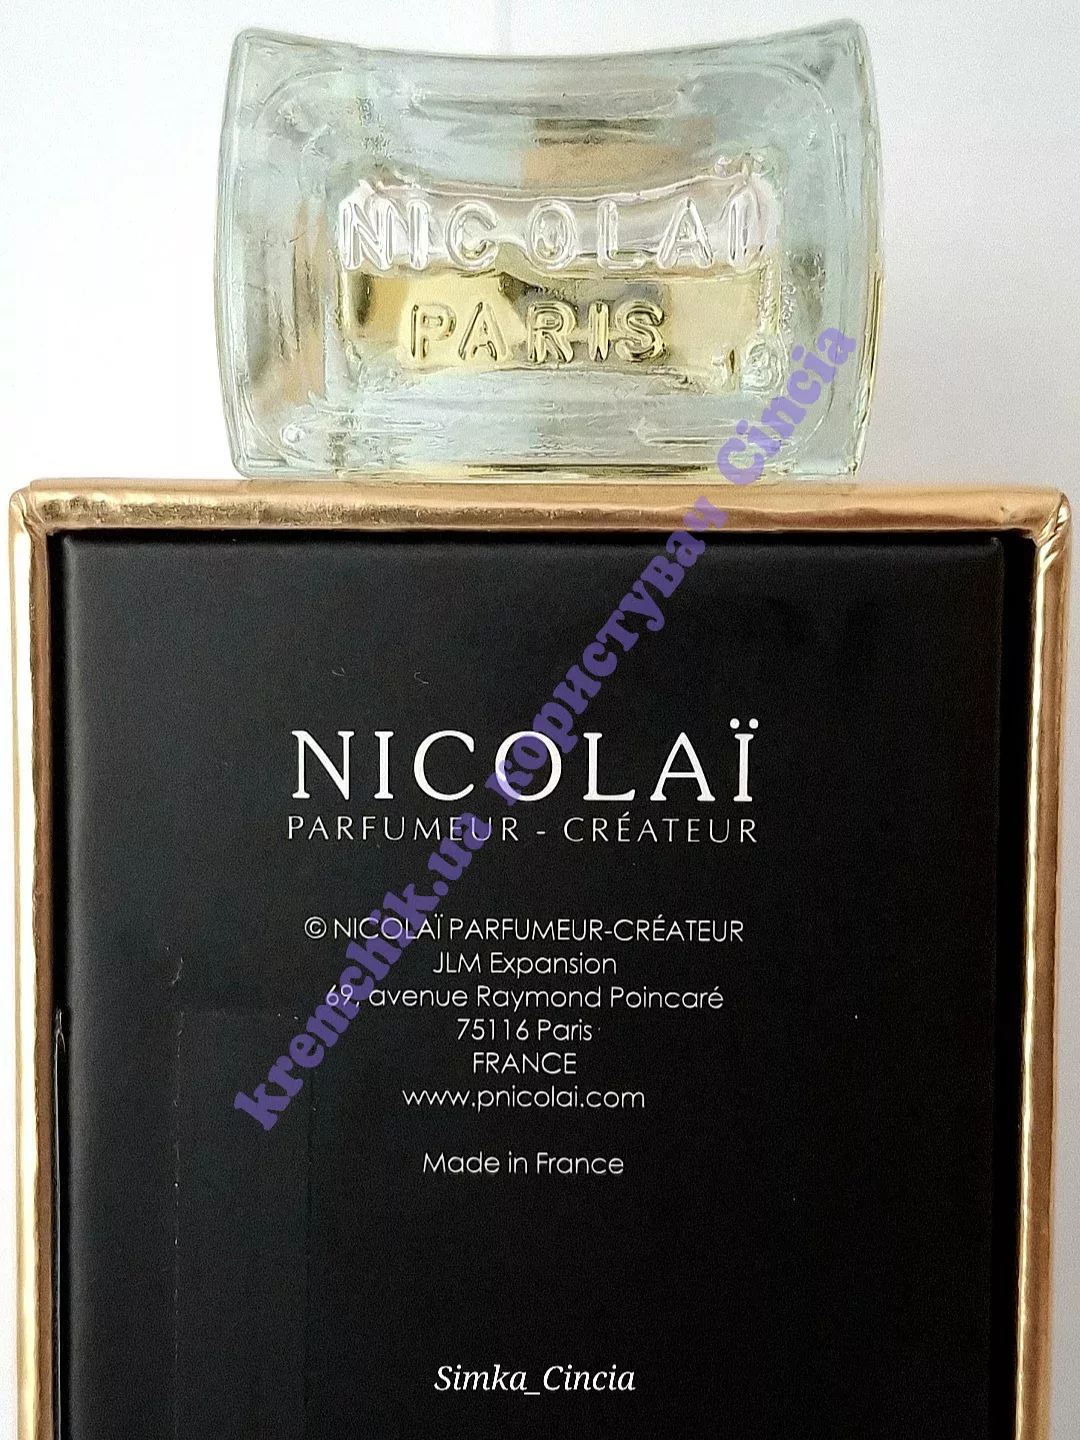 NICOLAÏ
PARIS
NICOLAÏ
PARFUMEUR - CRÉATEUR
© NICOLAÏ PARFUMEUR-CRÉATEUR
JLM Expansion
69, avenue Raymond Poincaré
75116 Paris
FRANCE
www.pnicolai.com
Made in France
kremchik.ua користувач Cincia
Simka_Cincia